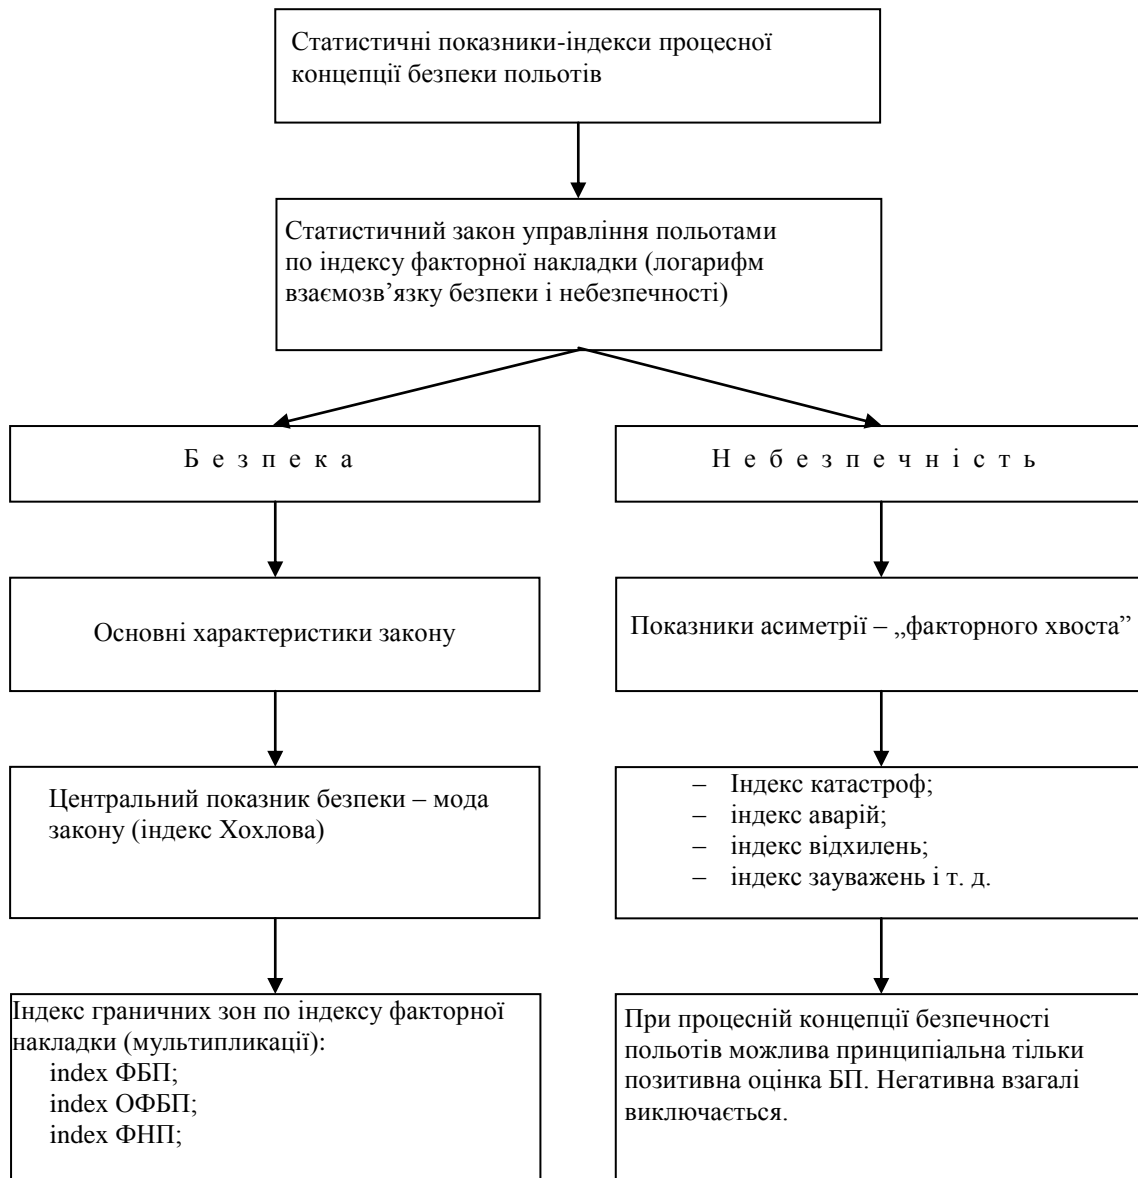 Статистичні показники-індекси процесної
концепції безпеки польотів
Статистичний закон управління польотами
по індексу факторної накладки (логарифм
взаємозв’язку безпеки і небезпечності)
Б е з п е к а
Н е б е з п е ч н і с т ь
Основні характеристики закону
Показники асиметрії – „факторного хвоста”
Центральний показник безпеки – мода
закону (індекс Хохлова)
– Індекс катастроф;
– індекс аварій;
– індекс відхилень;
– індекс зауважень і т. д.
Індекс граничних зон по індексу факторної
накладки (мультипликації):
index ФБП;
index ОФБП;
index ФНП;
При процесній концепції безпечності
польотів можлива принципіальна тільки
позитивна оцінка БП. Негативна взагалі
виключається.